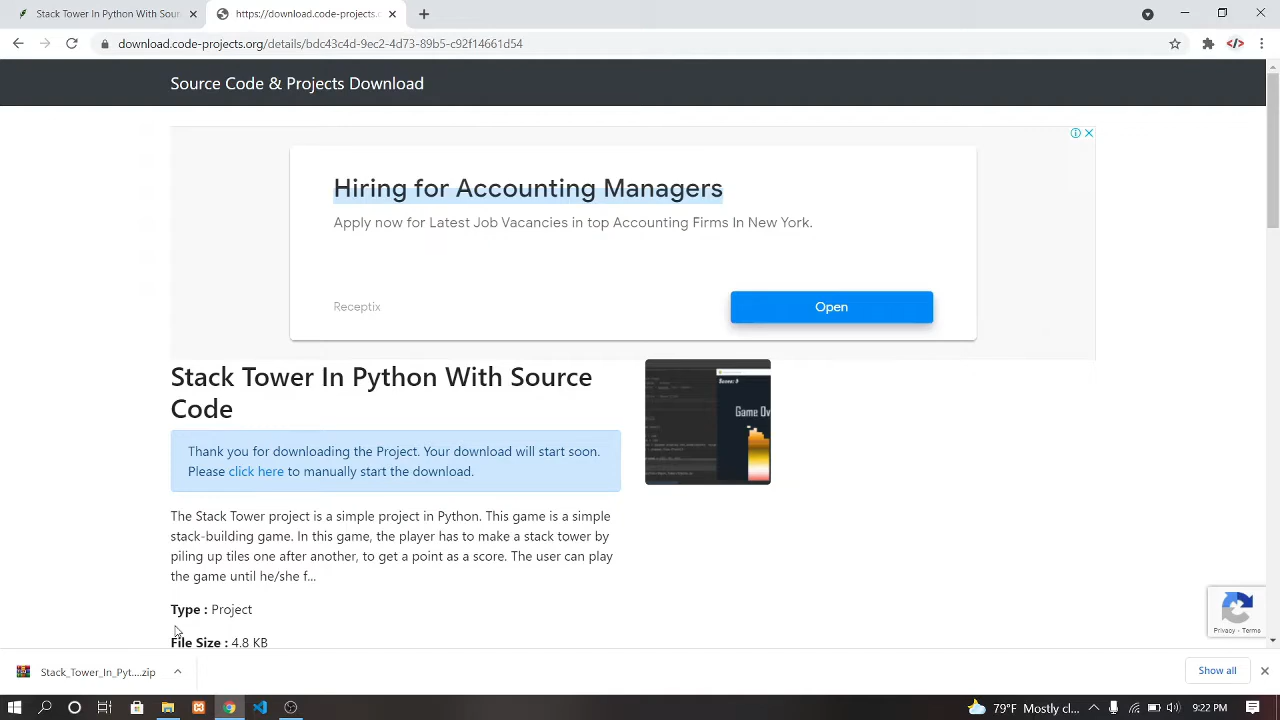 Stack Tower In Python With Sour
https://download.code-projects.o
download.code-projects.org/details/bdc43c4d-9ec2-4d73-89b5-c92f14661d54
Source Code & Projects Download
Hiring for Accounting Managers
Apply now for Latest Job Vacancies in top Accounting Firms In New York.
Receptix
Open
Stack Tower In Python With Source
Code
Score: 0
Game Ov
Thank you for downloading the project. Your download will start soon.
Please click here to manually start the download.
The Stack Tower project is a simple project in Python. This game is a simple
stack-building game. In this game, the player has to make a stack tower by
piling up tiles one after another, to get a point as a score. The user can play
the game until he/she f...
Type : Project
File Size : 4.8 KB
Privacy - Terms
Stack_Tower_In_Pyt....zip
Show all
79°F Mostly cl...
9:22 PM